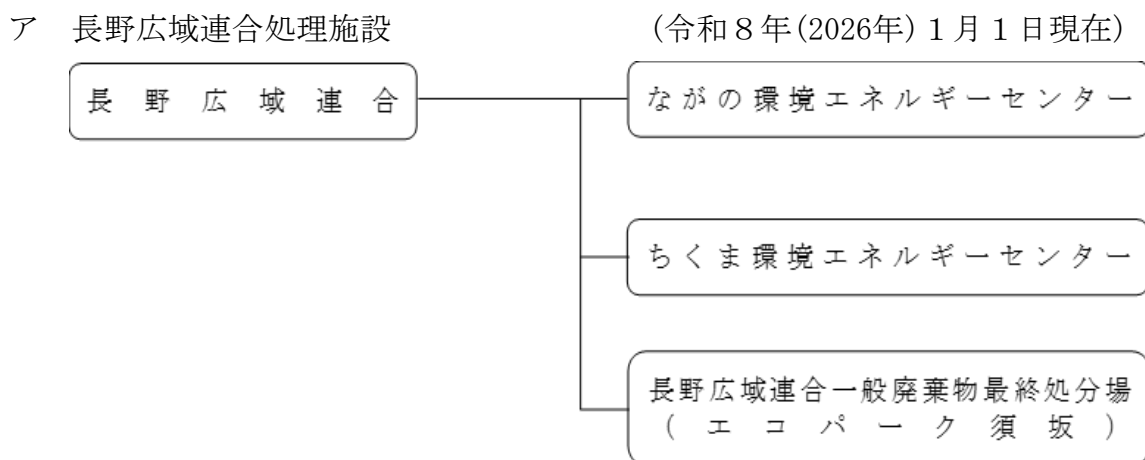 ア 長野広域連合処理施設 (令和８年(2026年)１月１日現在)
長野広域連合
ながの環境エネルギーセンター
ちくま環境エネルギーセンター
長野広域連合一般廃棄物最終処分場
(エコパーク須坂)